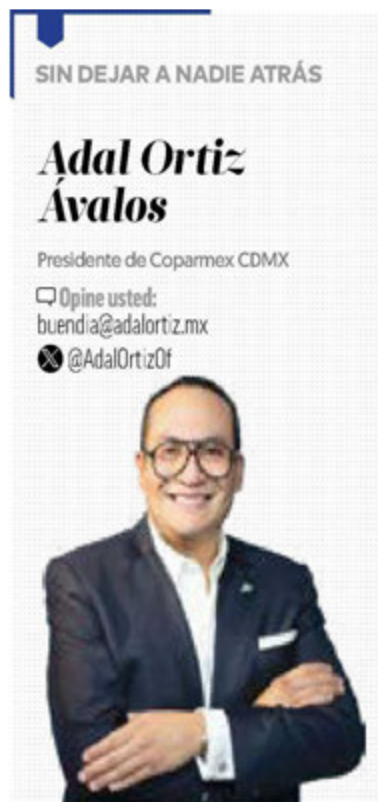 SIN DEJAR A NADIE ATRÁS
Adal Ortiz
Ávalos
Presidente de Coparmex CDMX
Opine usted:
buendia@adalortiz.mx
@AdalOrtizOf